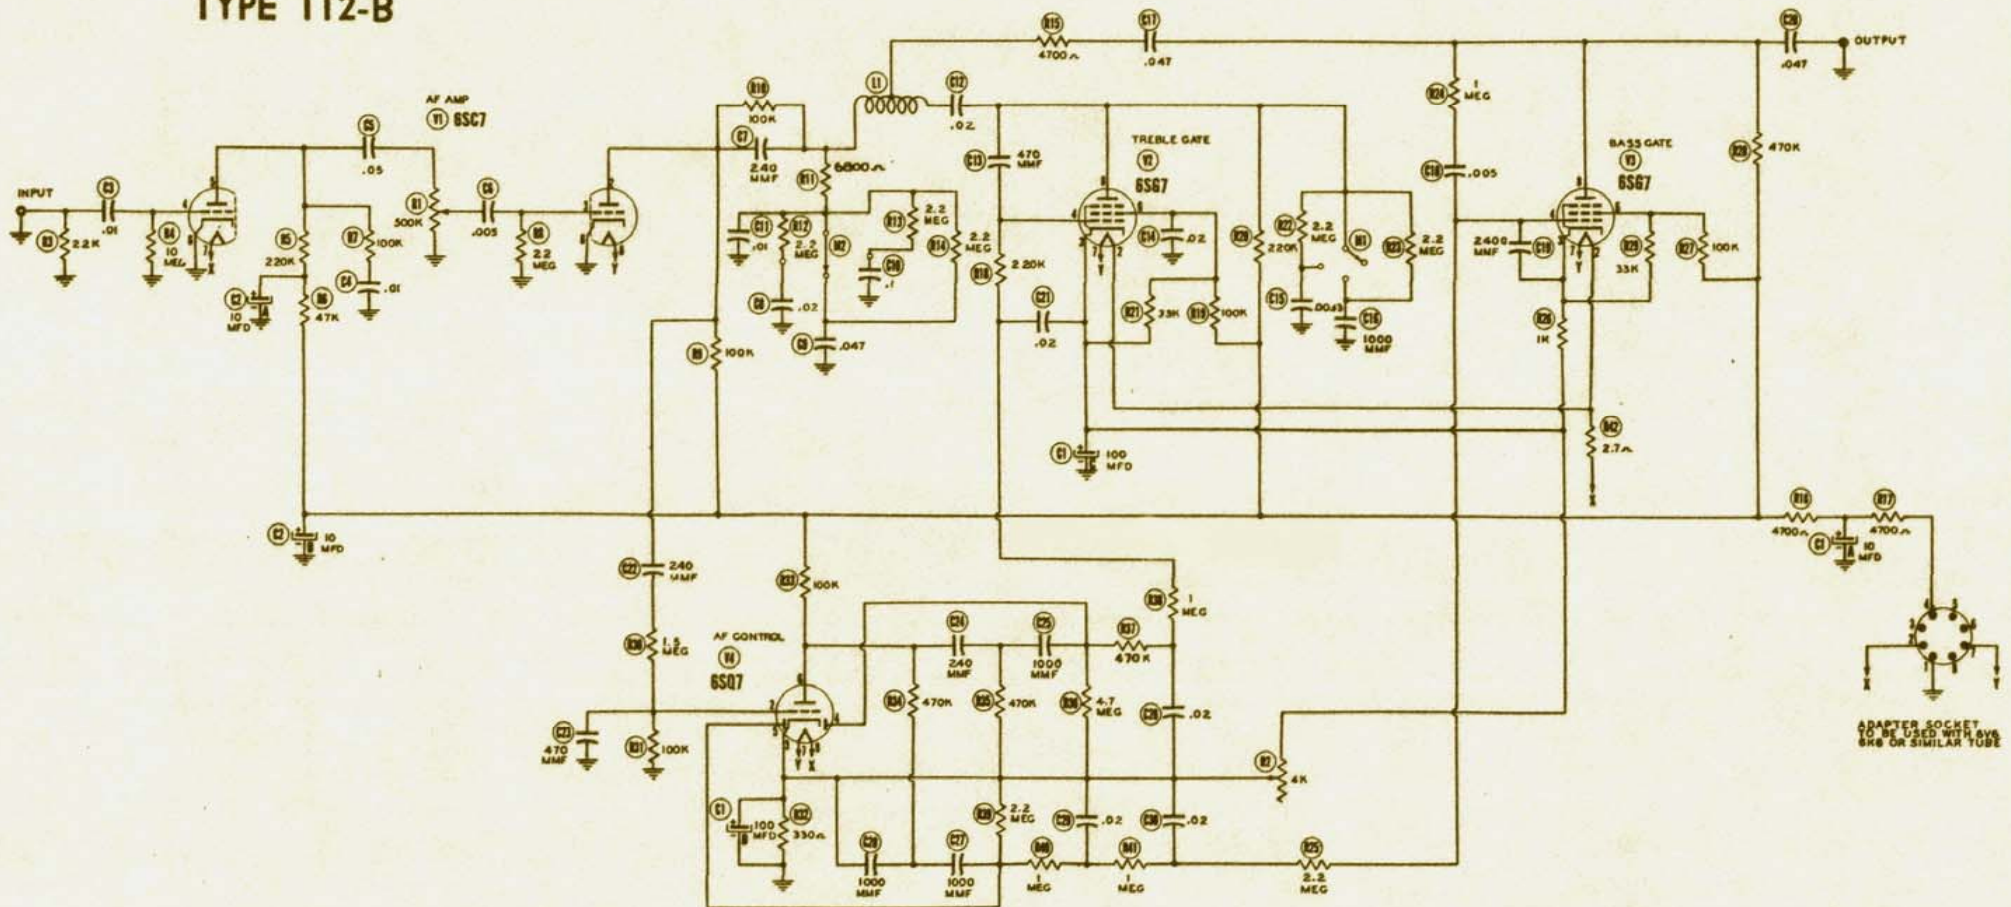 TYPE 112-B
R15
4700Ω
C17
.047
C20
.047
OUTPUT
AF AMP
V1 6SC7
C5
.05
R10
100K
C7
240
MMF
L1
C12
.02
C13
470
MMF
TREBLE GATE
V2
6SG7
R24
1
MEG
BASS GATE
V3
6SG7
R28
470K
INPUT
C3
.01
R3
2.2K
R4
10
MEG
R5
220K
R7
100K
C4
.01
C2
10
MFD
A
R6
47K
R1
500K
C6
.005
R8
2.2
MEG
6800Ω
R11
C11
.01
R12
2.2
MEG
M2
C8
.02
R13
2.2
MEG
C10
.1
R14
2.2
MEG
C9
.047
R9
100K
R18
220K
C21
.02
C14
.02
R21
33K
R19
100K
R20
220K
R22
2.2
MEG
M1
R23
2.2
MEG
C15
C16
1000
MMF
.005
2400
MMF
C19
R29
33K
R27
100K
R26
1K
R42
2.7Ω
X
C1
100
MFD
C2
10
MFD
B
R16
4700Ω
R17
4700Ω
C1
10
MFD
A
C22
240
MMF
R30
1.5
MEG
R33
100K
AF CONTROL
V4
6SQ7
C24
240
MMF
C25
1000
MMF
R37
470K
R38
1
MEG
R34
470K
R35
470K
R36
4.7
MEG
.02
C23
470
MMF
R31
100K
Y X
R2
4K
C1
100
MFD
B
R32
330Ω
R39
2.2
MEG
C29
.02
C30
.02
1000
MMF
C27
1000
MMF
R40
1
MEG
R41
1
MEG
R25
2.2
MEG
X
Y
ADAPTER SOCKET
TO BE USED WITH 6V6
6K6 OR SIMILAR TUBE